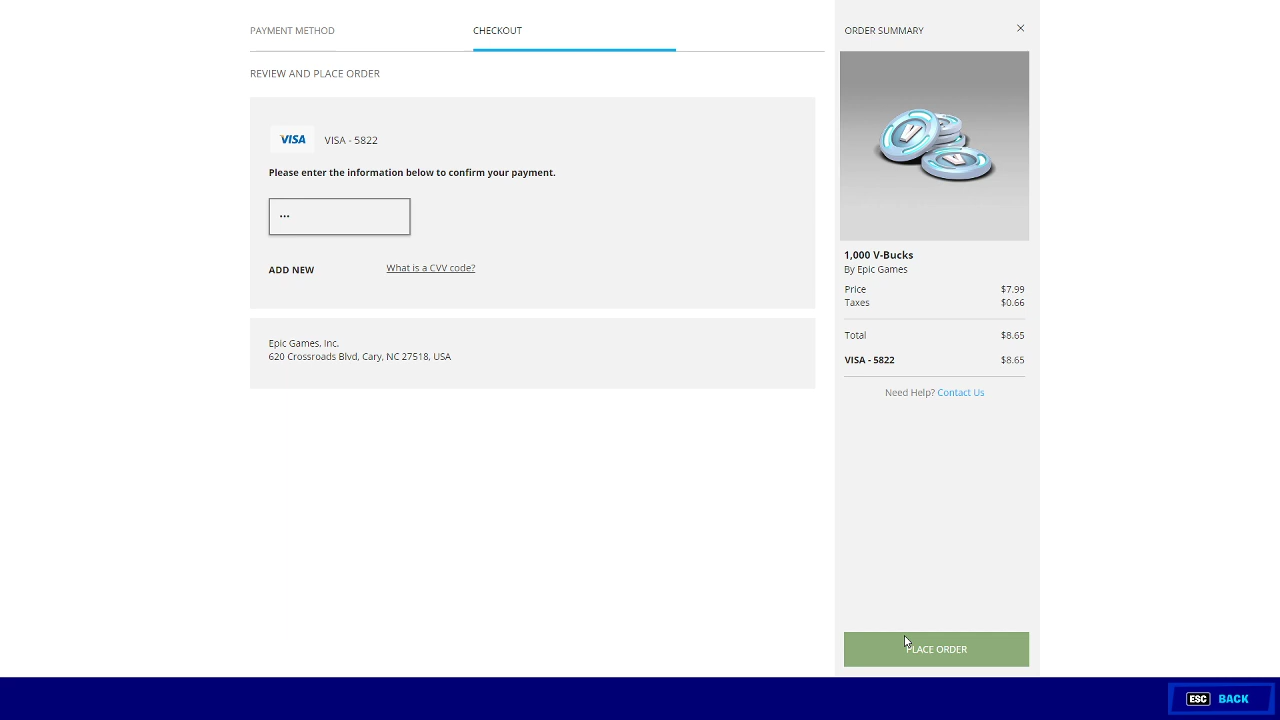 PAYMENT METHOD
CHECKOUT
REVIEW AND PLACE ORDER
VISA VISA - 5822
Please enter the information below to confirm your payment.
•••
ADD NEW
What is a CVV code?
Epic Games, Inc.
620 Crossroads Blvd, Cary, NC 27518, USA
ORDER SUMMARY
1,000 V-Bucks
By Epic Games
Price $7.99
Taxes $0.66
Total $8.65
VISA - 5822 $8.65
Need Help? Contact Us
PLACE ORDER
ESC BACK